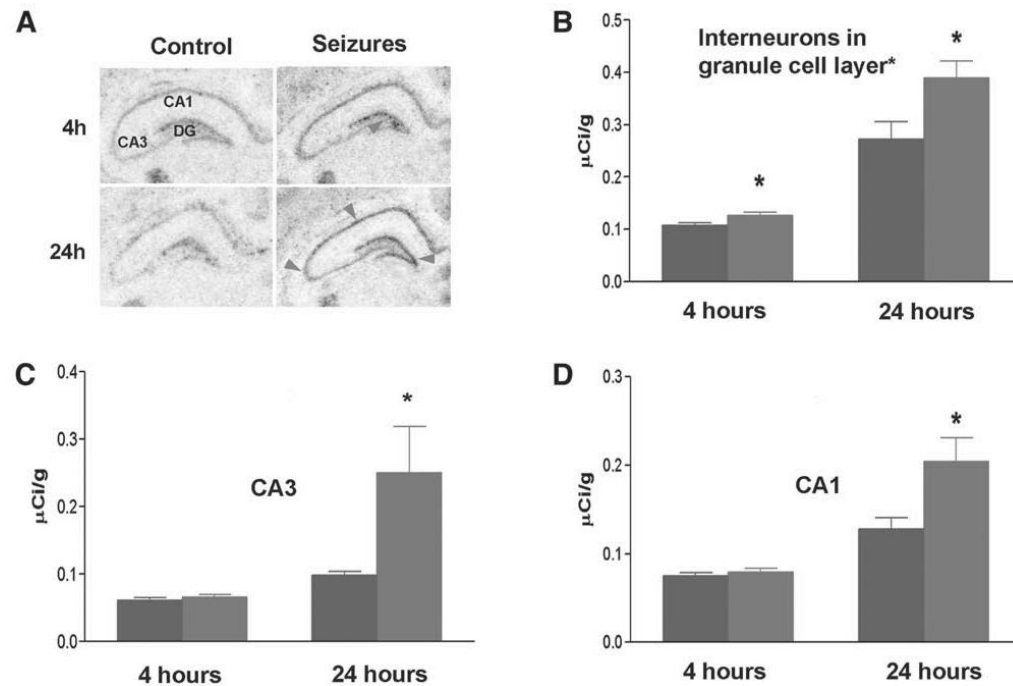 A
Control Seizures
4h
CA1
CA3 DG
24h
B
Interneurons in
granule cell layer*
*
*
µCi/g
0.5
0.4
0.3
0.2
0.1
0.0
4 hours 24 hours
C
µCi/g
0.4
0.3
0.2
0.1
0.0
CA3
*
4 hours 24 hours
D
µCi/g
0.3
0.2
0.1
0.0
CA1
*
4 hours 24 hours